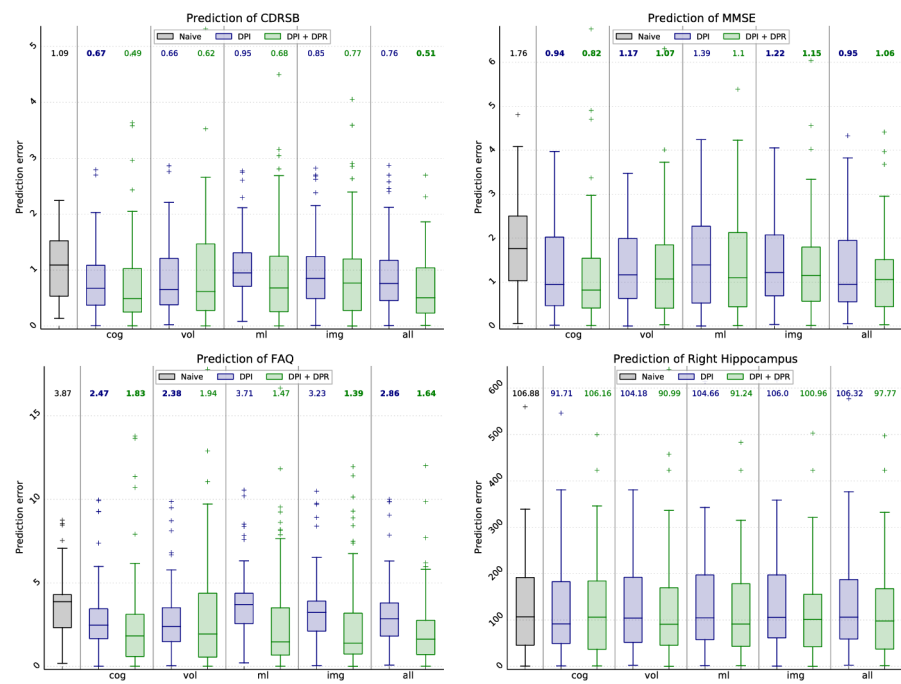 Prediction of CDRSB
Naive DPI DPI + DPR
1.09 0.67 0.49 0.66 0.62 0.95 0.68 0.85 0.77 0.76 0.51
Prediction error
5
4
3
2
1
0
cog vol ml img all
Prediction of MMSE
Naive DPI DPI + DPR
1.76 0.94 0.82 1.17 1.07 1.39 1.1 1.22 1.15 0.95 1.06
Prediction error
6
5
4
3
2
1
0
cog vol ml img all
Prediction of FAQ
Naive DPI DPI + DPR
3.87 2.47 1.83 2.38 1.94 3.71 1.47 3.23 1.39 2.86 1.64
Prediction error
15
10
5
0
cog vol ml img all
Prediction of Right Hippocampus
Naive DPI DPI + DPR
106.88 91.71 106.16 104.18 90.99 104.66 91.24 106.0 100.96 106.32 97.77
Prediction error
600
500
400
300
200
100
0
cog vol ml img all